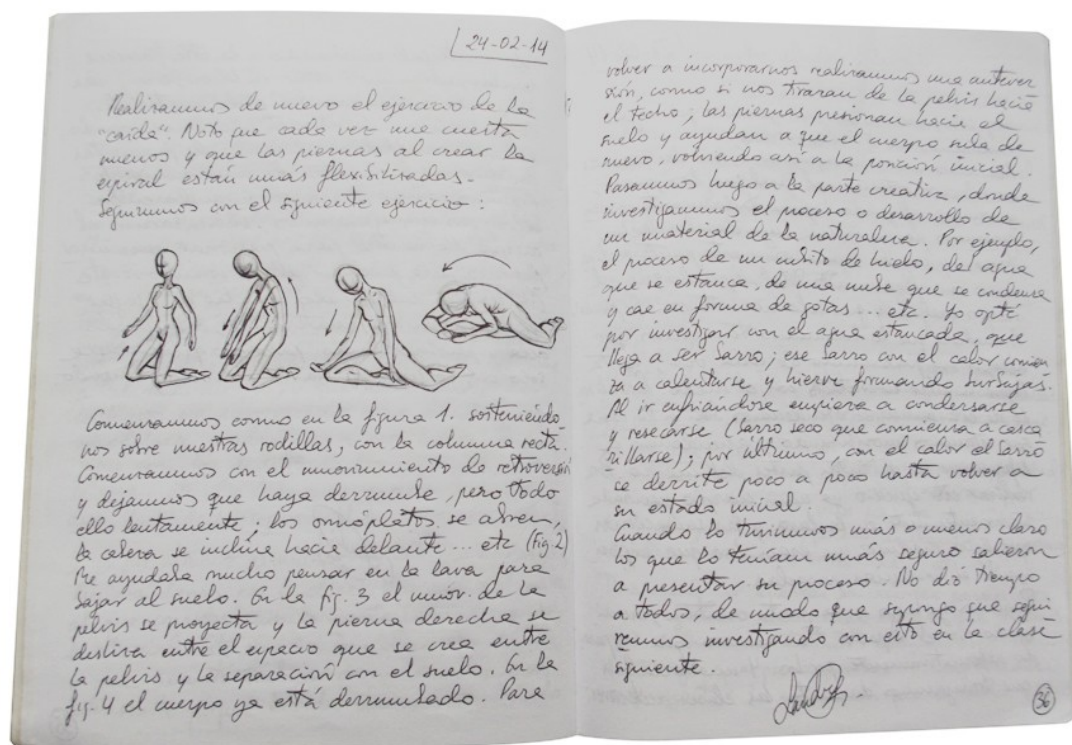 24-02-14
Realizamos de nuevo el ejercicio de la
"caída". Noto que cada vez me cuesta
menos y que las piernas al crear la
espiral están más flexibilizadas.
Seguimos con el siguiente ejercicio:
Comenzamos como en la figura 1. sosteniéndo
nos sobre nuestras rodillas, con la columna recta.
Comenzamos con el movimiento de retroversión
y dejamos que haya derrumbe, pero todo
ello lentamente; los omóplatos se abren,
la cabeza se inclina hacia delante... etc (Fig. 2)
Me ayudaba mucho pensar en la lava para
bajar al suelo. En la fig. 3 el mov. de la
pelvis se proyecta y la pierna derecha se
desliza entre el espacio que se crea entre
la pelvis y la separación con el suelo. En la
fig. 4 el cuerpo ya está derrumbado. Para
volver a incorporarnos realizamos una antever
sión, como si nos tiraran de la pelvis hacia
el techo; las piernas presionan hacia el
suelo y ayudan a que el cuerpo suba de
nuevo, volviendo así a la posición inicial.
Pasamos luego a la parte creativa, donde
investigamos el proceso o desarrollo de
un material de la naturaleza. Por ejemplo,
el proceso de un cubito de hielo, de agua
que se estanca, de una nube que se condensa
y cae en forma de gotas... etc. Yo opté
por investigar con el agua estancada, que
llega a ser barro; ese barro con el calor comien
za a calentarse y hierve formando burbujas.
Al ir enfriándose empieza a condensarse
y resecarse. (barro seco que comienza a casca
rillarse); por último, con el calor el barro
se derrite poco a poco hasta volver a
su estado inicial.
Cuando lo tuvimos más o menos claro
los que lo tenían más seguro salieron
a presentar su proceso. No dió tiempo
a todos, de modo que supongo que segui
remos investigando con esto en la clase
siguiente.
36